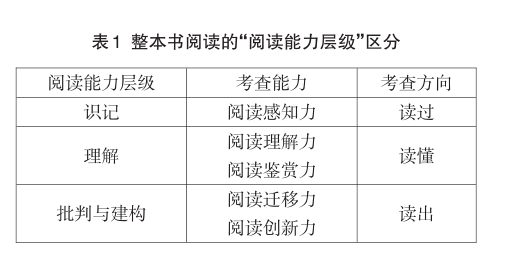 表1 整本书阅读的“阅读能力层级”区分
阅读能力层级 考查能力 考查方向
识记 阅读感知力 读过
理解 阅读理解力 阅读鉴赏力 读懂
批判与建构 阅读迁移力 阅读创新力 读出